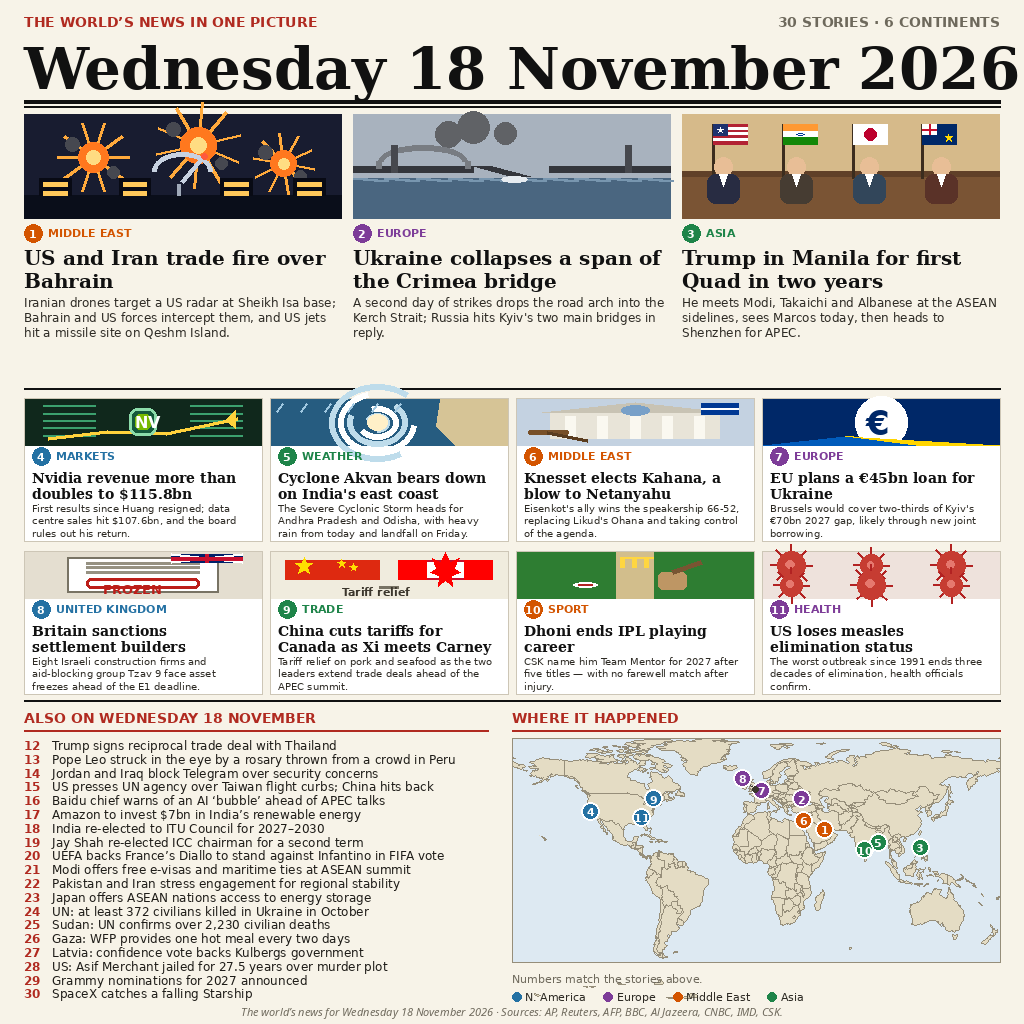 THE WORLD’S NEWS IN ONE PICTURE
30 STORIES · 6 CONTINENTS
Wednesday 18 November 2026
1 MIDDLE EAST
US and Iran trade fire over
Bahrain
Iranian drones target a US radar at Sheikh Isa base;
Bahrain and US forces intercept them, and US jets
hit a missile site on Qeshm Island.
2 EUROPE
Ukraine collapses a span of
the Crimea bridge
A second day of strikes drops the road arch into the
Kerch Strait; Russia hits Kyiv's two main bridges in
reply.
3 ASIA
Trump in Manila for first
Quad in two years
He meets Modi, Takaichi and Albanese at the ASEAN
sidelines, sees Marcos today, then heads to
Shenzhen for APEC.
NV
4 MARKETS
Nvidia revenue more than
doubles to $115.8bn
First results since Huang resigned; data
centre sales hit $107.6bn, and the board
rules out his return.
5 WEATHER
Cyclone Akvan bears down
on India's east coast
The Severe Cyclonic Storm heads for
Andhra Pradesh and Odisha, with heavy
rain from today and landfall on Friday.
6 MIDDLE EAST
Knesset elects Kahana, a
blow to Netanyahu
Eisenkot's ally wins the speakership 66-52,
replacing Likud's Ohana and taking control
of the agenda.
€
7 EUROPE
EU plans a €45bn loan for
Ukraine
Brussels would cover two-thirds of Kyiv's
€70bn 2027 gap, likely through new joint
borrowing.
FROZEN
8 UNITED KINGDOM
Britain sanctions
settlement builders
Eight Israeli construction firms and
aid-blocking group Tzav 9 face asset
freezes ahead of the E1 deadline.
Tariff relief
9 TRADE
China cuts tariffs for
Canada as Xi meets Carney
Tariff relief on pork and seafood as the two
leaders extend trade deals ahead of the
APEC summit.
10 SPORT
Dhoni ends IPL playing
career
CSK name him Team Mentor for 2027 after
five titles — with no farewell match after
injury.
11 HEALTH
US loses measles
elimination status
The worst outbreak since 1991 ends three
decades of elimination, health officials
confirm.
ALSO ON WEDNESDAY 18 NOVEMBER
12 Trump signs reciprocal trade deal with Thailand
13 Pope Leo struck in the eye by a rosary thrown from a crowd in Peru
14 Jordan and Iraq block Telegram over security concerns
15 US presses UN agency over Taiwan flight curbs; China hits back
16 Baidu chief warns of an AI ‘bubble’ ahead of APEC talks
17 Amazon to invest $7bn in India’s renewable energy
18 India re-elected to ITU Council for 2027–2030
19 Jay Shah re-elected ICC chairman for a second term
20 UEFA backs France’s Diallo to stand against Infantino in FIFA vote
21 Modi offers free e-visas and maritime ties at ASEAN summit
22 Pakistan and Iran stress engagement for regional stability
23 Japan offers ASEAN nations access to energy storage
24 UN: at least 372 civilians killed in Ukraine in October
25 Sudan: UN confirms over 2,230 civilian deaths
26 Gaza: WFP provides one hot meal every two days
27 Latvia: confidence vote backs Kulbergs government
28 US: Asif Merchant jailed for 27.5 years over murder plot
29 Grammy nominations for 2027 announced
30 SpaceX catches a falling Starship
WHERE IT HAPPENED
8
7
9
2
4
11
6
1
5
10
3
Numbers match the stories above.
N. America Europe Middle East Asia
The world’s news for Wednesday 18 November 2026 · Sources: AP, Reuters, AFP, BBC, Al Jazeera, CNBC, IMD, CSK.